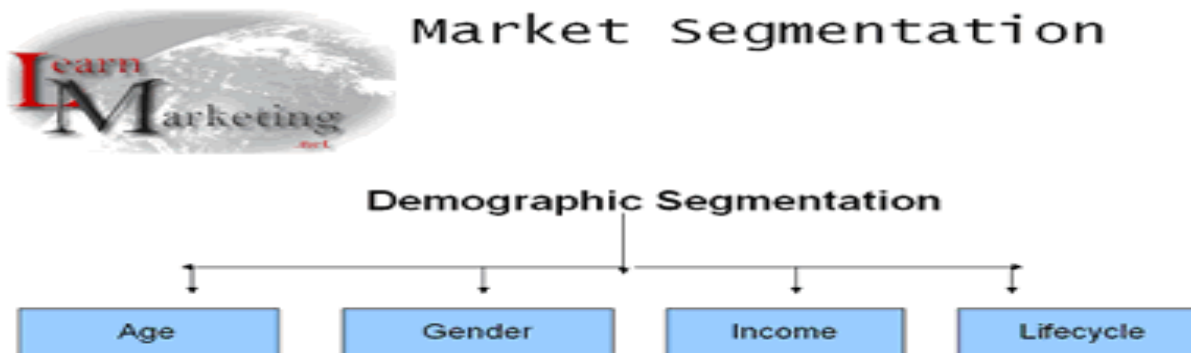 Market Segmentation
Learn
Marketing
.net
Demographic Segmentation
Age Gender Income Lifecycle